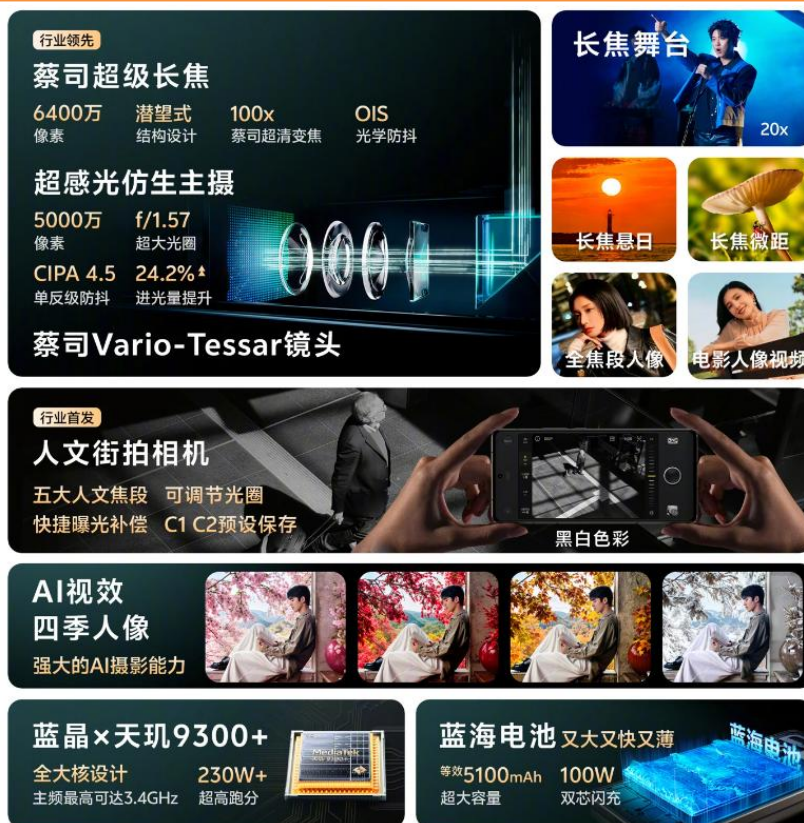 行业领先
蔡司超级长焦
6400万 潜望式 100x OIS
像素 结构设计 蔡司超清变焦 光学防抖
超感光仿生主摄
5000万 f/1.57
像素 超大光圈
CIPA 4.5 24.2%
单反级防抖 进光量提升
蔡司Vario-Tessar镜头
长焦舞台
20x
长焦悬日
长焦微距
全焦段人像
电影人像视频
行业首发
人文街拍相机
五大人文焦段 可调节光圈
快捷曝光补偿 C1 C2预设保存
黑白色彩
AI视效
四季人像
强大的AI摄影能力
蓝晶×天玑9300+
全大核设计 230W+
主频最高可达3.4GHz 超高跑分
MediaTek
蓝海电池 又大又快又薄
等效5100mAh 100W
超大容量 双芯闪充
蓝海电池